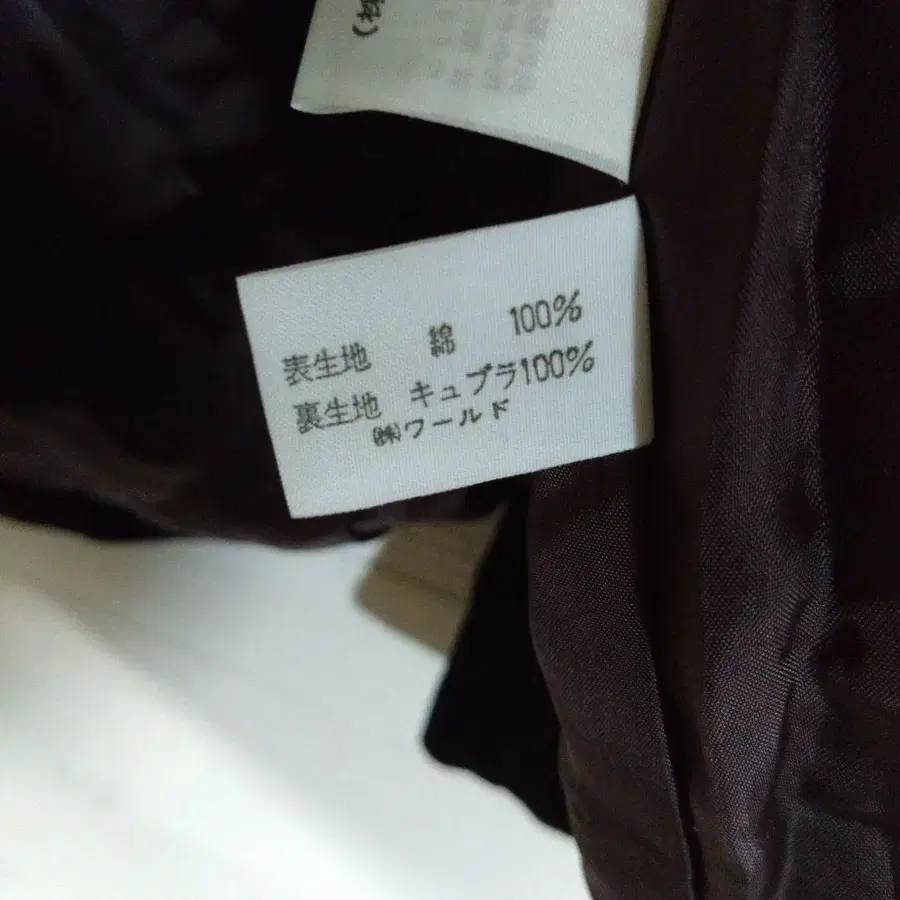 表生地 綿 100%
裏生地 キュプラ100%
㈱ワールド